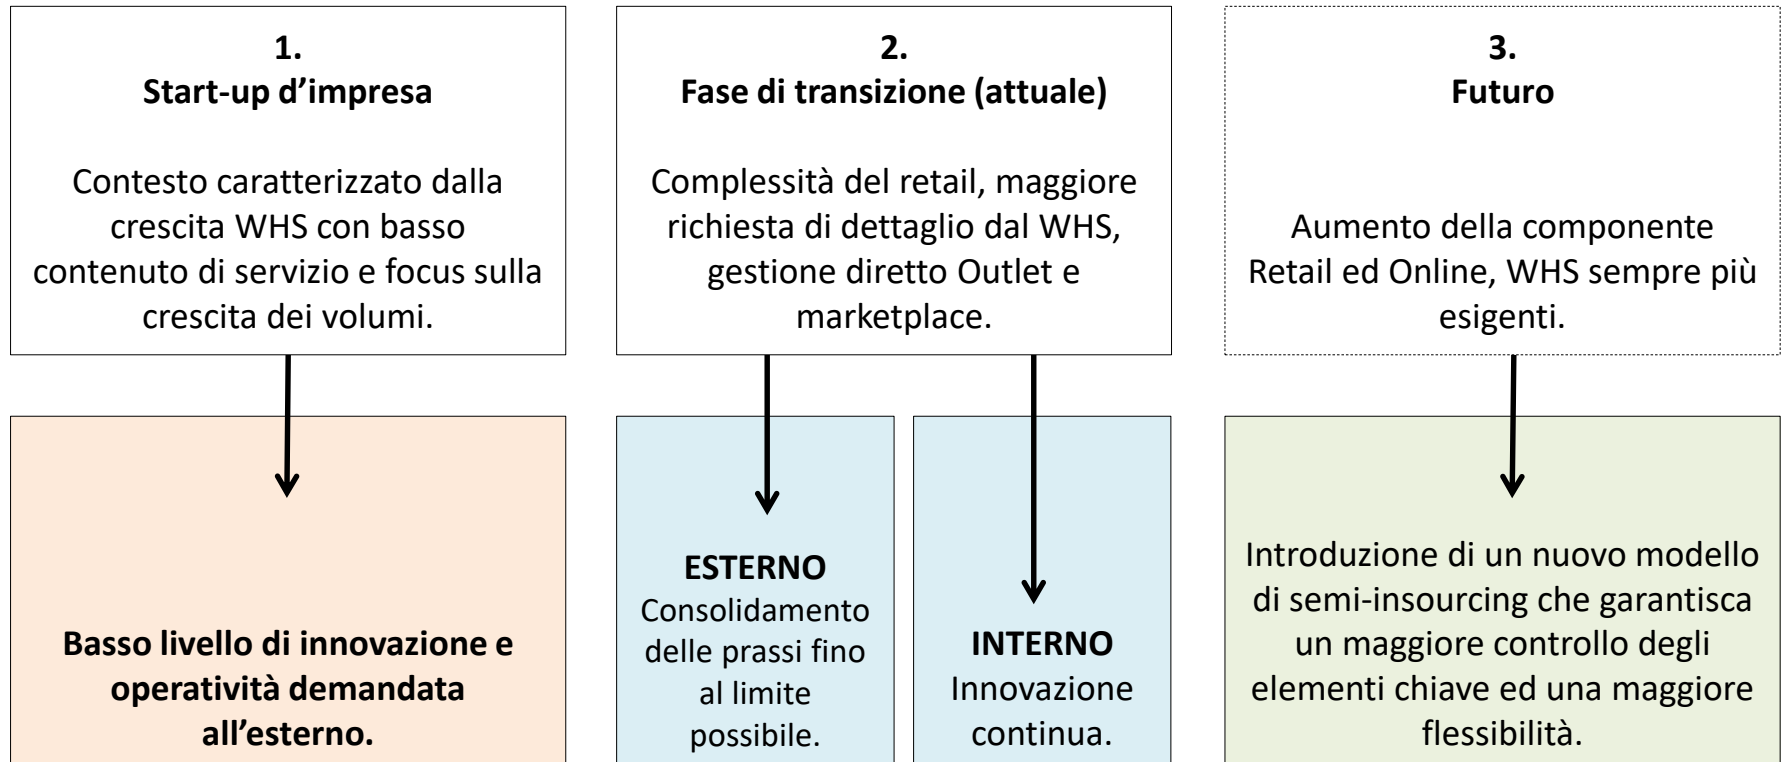 1.
Start-up d’impresa
Contesto caratterizzato dalla
crescita WHS con basso
contenuto di servizio e focus sulla
crescita dei volumi.
Basso livello di innovazione e
operatività demandata
all’esterno.
2.
Fase di transizione (attuale)
Complessità del retail, maggiore
richiesta di dettaglio dal WHS,
gestione diretto Outlet e
marketplace.
ESTERNO
Consolidamento
delle prassi fino
al limite
possibile.
INTERNO
Innovazione
continua.
3.
Futuro
Aumento della componente
Retail ed Online, WHS sempre più
esigenti.
Introduzione di un nuovo modello
di semi-insourcing che garantisca
un maggiore controllo degli
elementi chiave ed una maggiore
flessibilità.